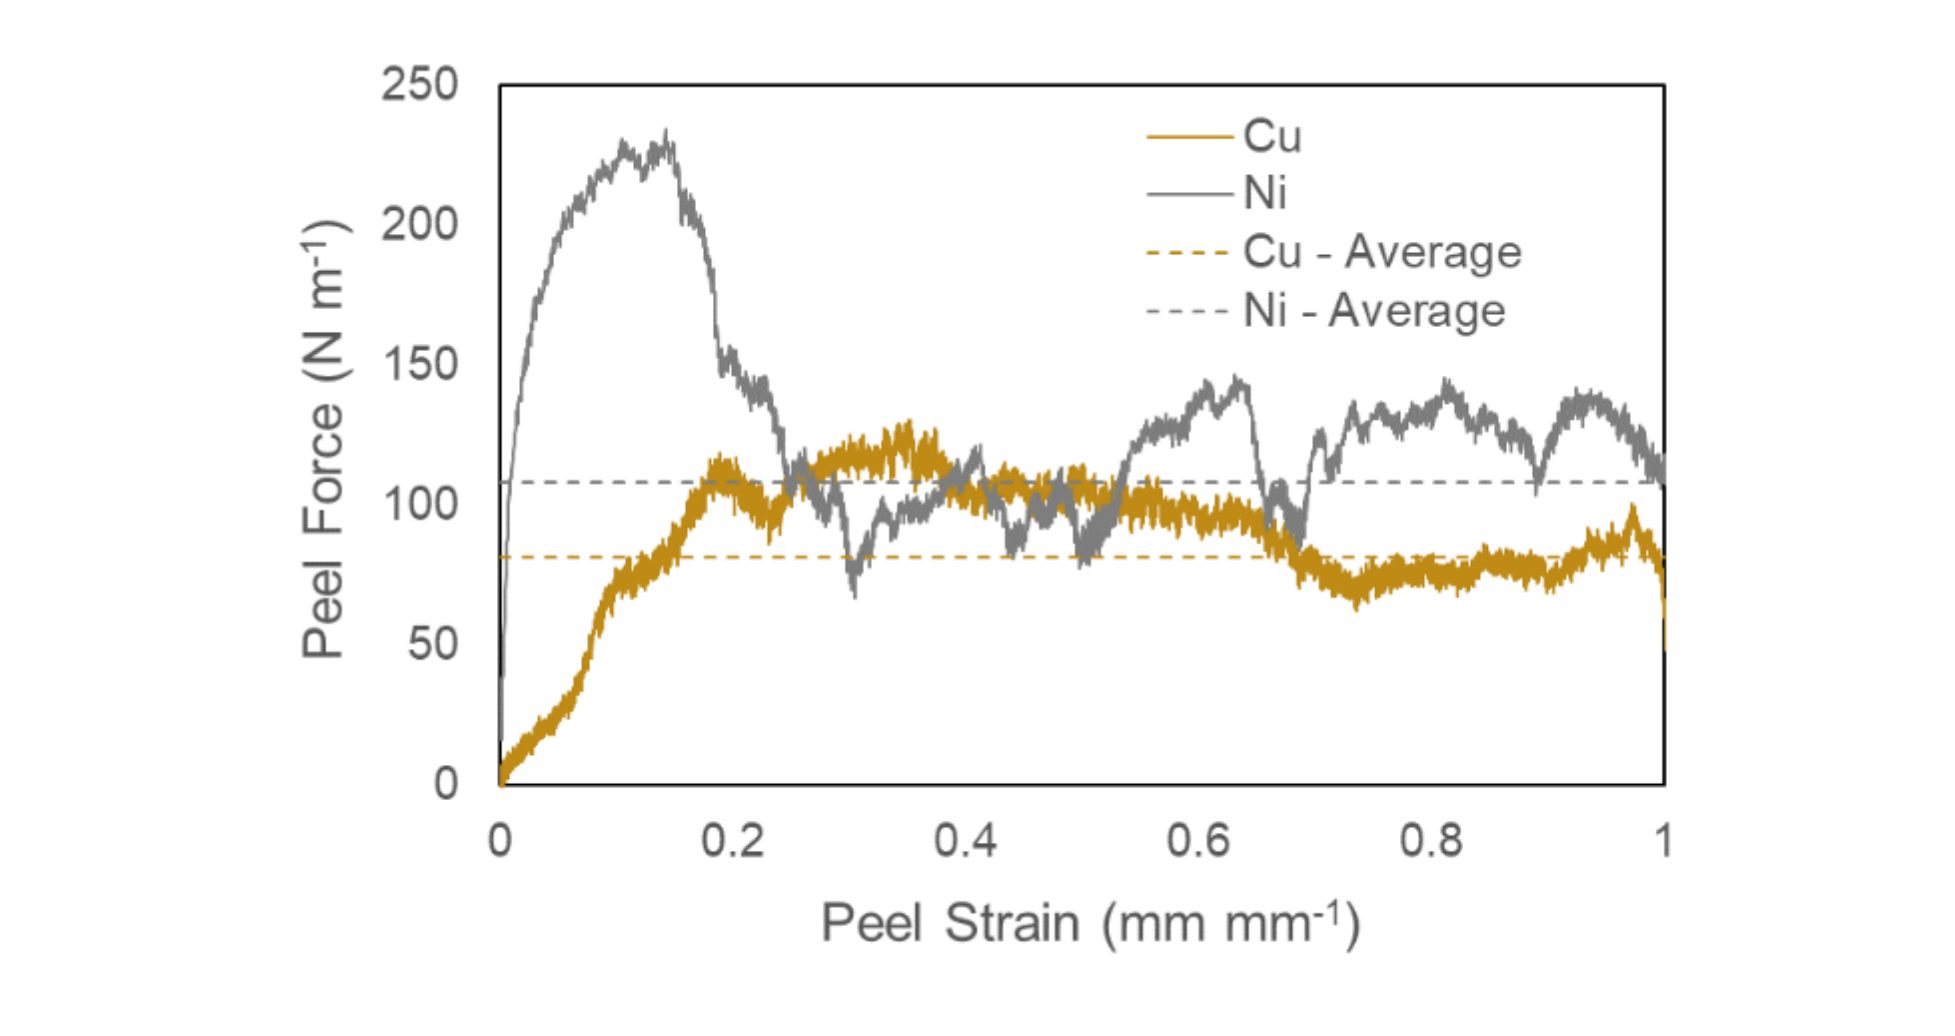 250
200
150
100
50
0
Peel Force (N m-1)
Cu
Ni
Cu - Average
Ni - Average
0 0.2 0.4 0.6 0.8 1
Peel Strain (mm mm-1)